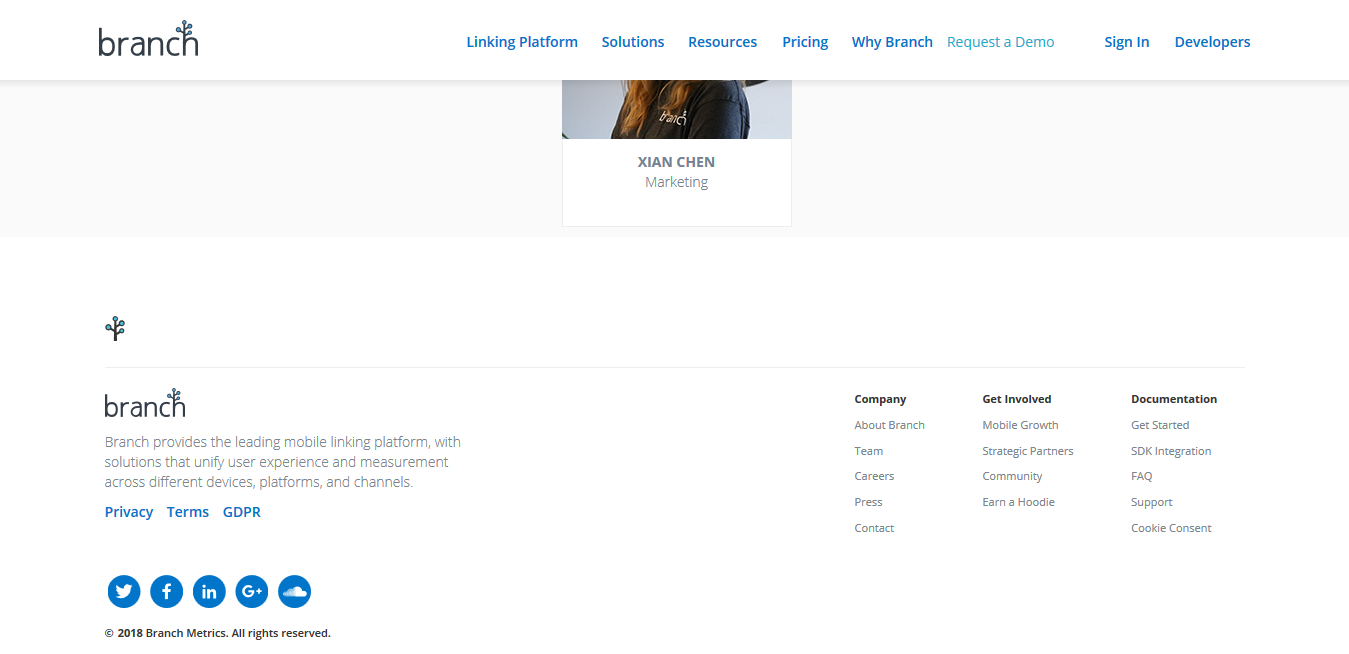 branch
Linking Platform Solutions Resources Pricing Why Branch Request a Demo Sign In Developers
branch
XIAN CHEN
Marketing
branch
Branch provides the leading mobile linking platform, with
solutions that unify user experience and measurement
across different devices, platforms, and channels.
Privacy Terms GDPR
Company
About Branch
Team
Careers
Press
Contact
Get Involved
Mobile Growth
Strategic Partners
Community
Earn a Hoodie
Documentation
Get Started
SDK Integration
FAQ
Support
Cookie Consent
f in G+
© 2018 Branch Metrics. All rights reserved.